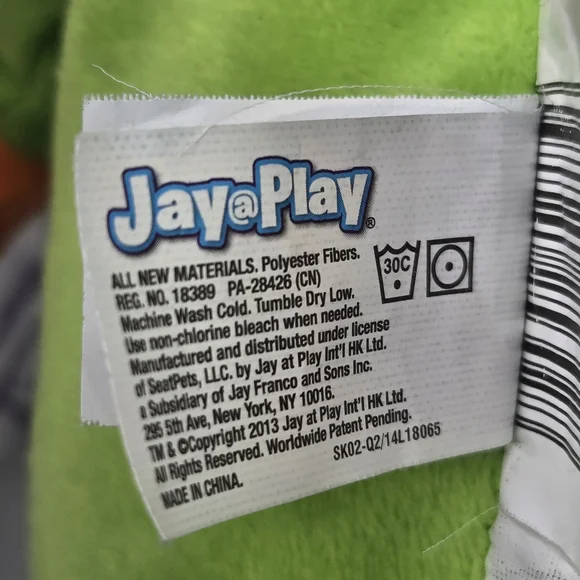 Jay@Play®
ALL NEW MATERIALS. Polyester Fibers.
REG. NO. 18389 PA-28426 (CN)
Machine Wash Cold. Tumble Dry Low.
Use non-chlorine bleach when needed.
Manufactured and distributed under license
of SeatPets, LLC. by Jay at Play Int'l HK Ltd.
a Subsidiary of Jay Franco and Sons Inc.
295 5th Ave, New York, NY 10016.
TM & ©Copyright 2013 Jay at Play Int'l HK Ltd.
All Rights Reserved. Worldwide Patent Pending.
MADE IN CHINA.
SK02-Q2/14L18065
30C